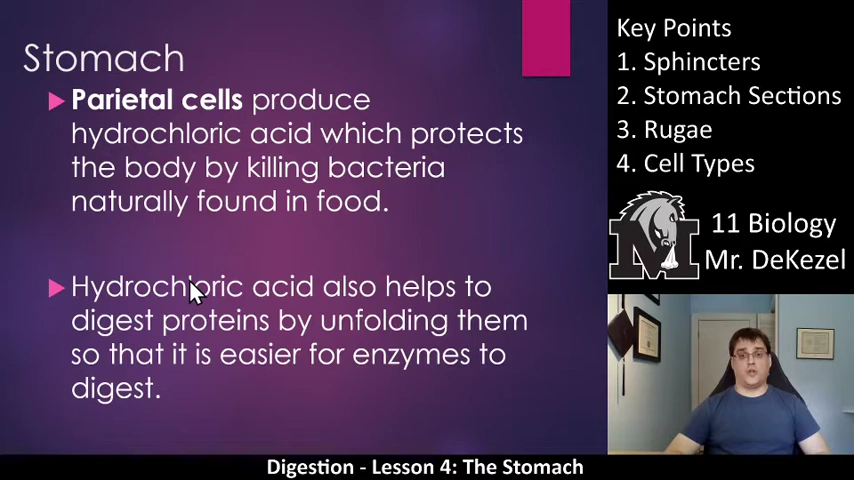 Stomach
Parietal cells produce
hydrochloric acid which protects
the body by killing bacteria
naturally found in food.
Hydrochloric acid also helps to
digest proteins by unfolding them
so that it is easier for enzymes to
digest.
Key Points
1. Sphincters
2. Stomach Sections
3. Rugae
4. Cell Types
M
11 Biology
Mr. DeKezel
Digestion - Lesson 4: The Stomach